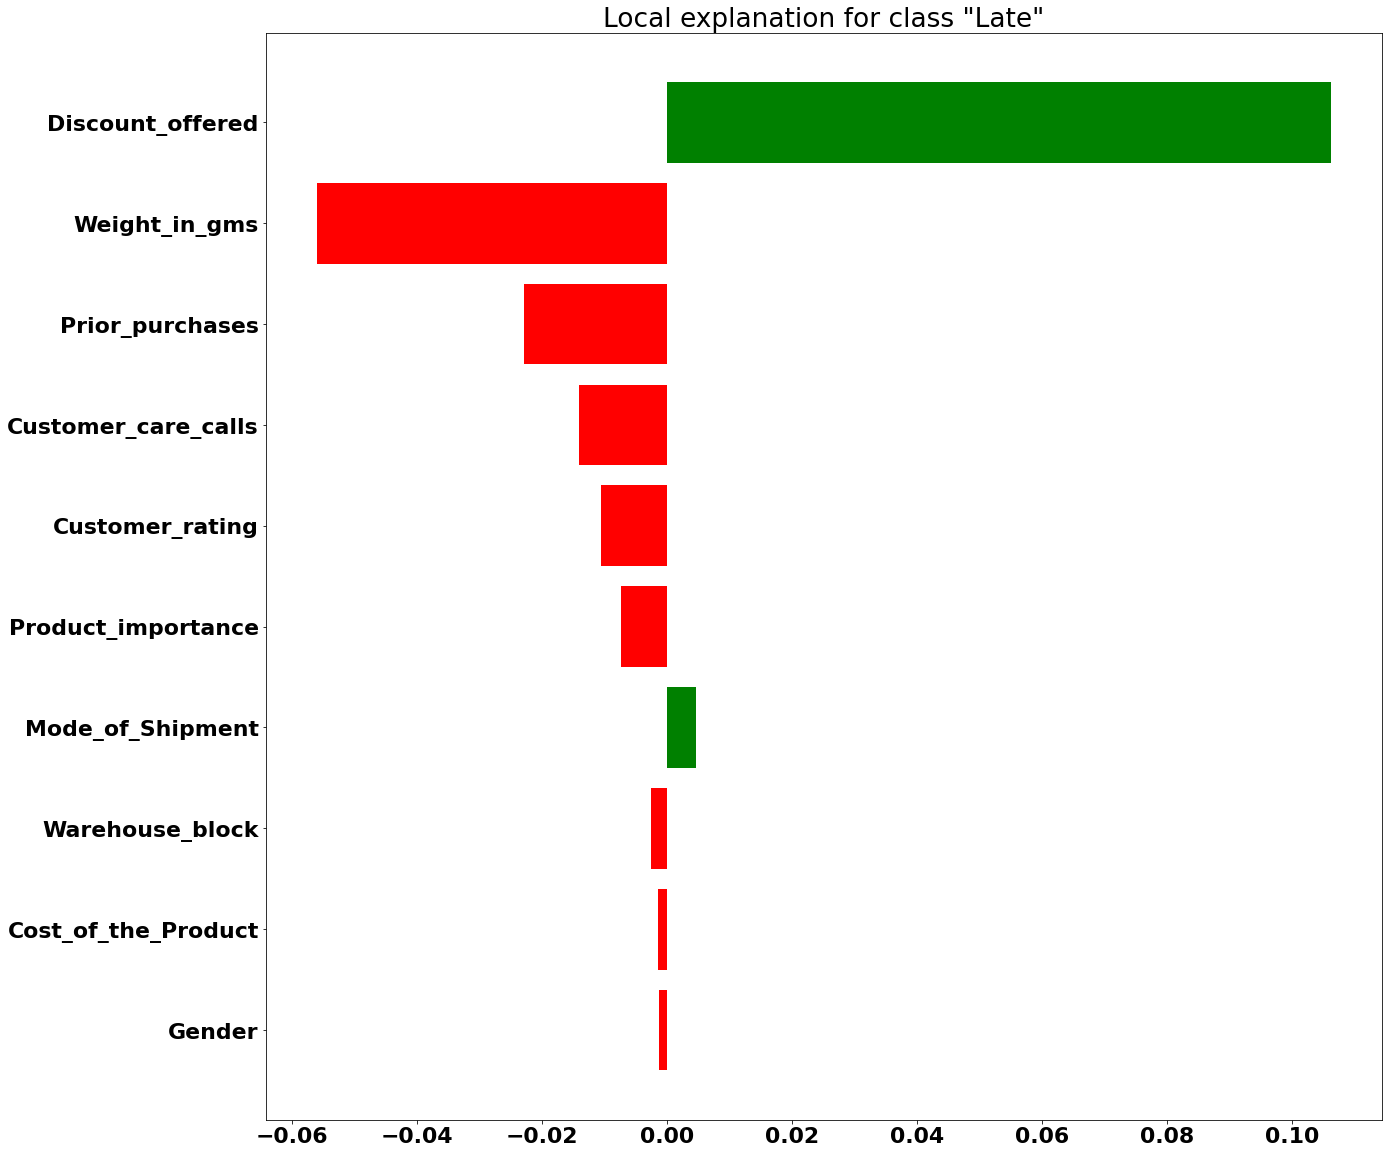 Local explanation for class "Late"
Discount_offered
Weight_in_gms
Prior_purchases
Customer_care_calls
Customer_rating
Product_importance
Mode_of_Shipment
Warehouse_block
Cost_of_the_Product
Gender
−0.06 −0.04 −0.02 0.00 0.02 0.04 0.06 0.08 0.10